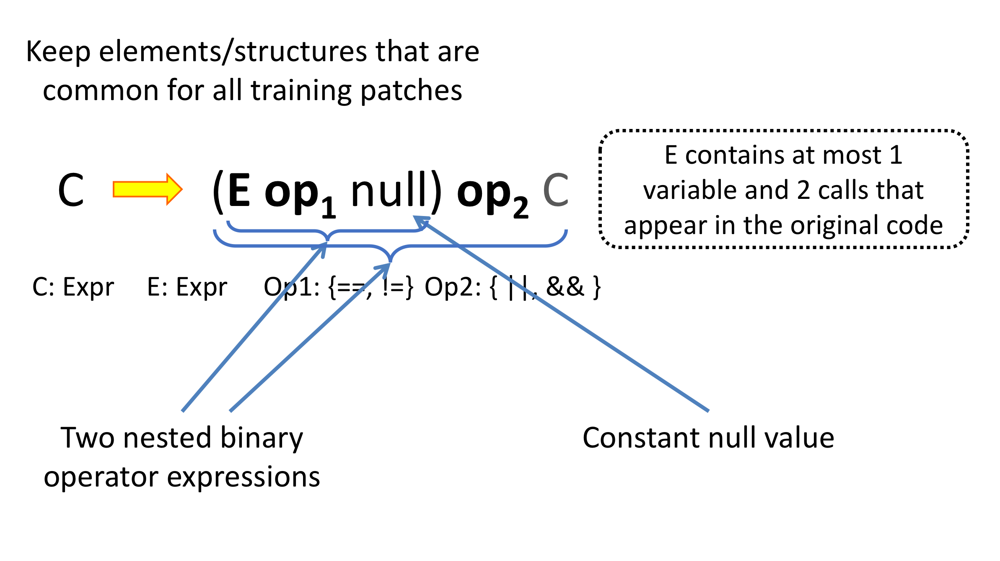 Keep elements/structures that are
common for all training patches
C (E op1 null) op2 C
E contains at most 1
variable and 2 calls that
appear in the original code
C: Expr E: Expr Op1: {==, !=} Op2: { ||, && }
Two nested binary
operator expressions
Constant null value